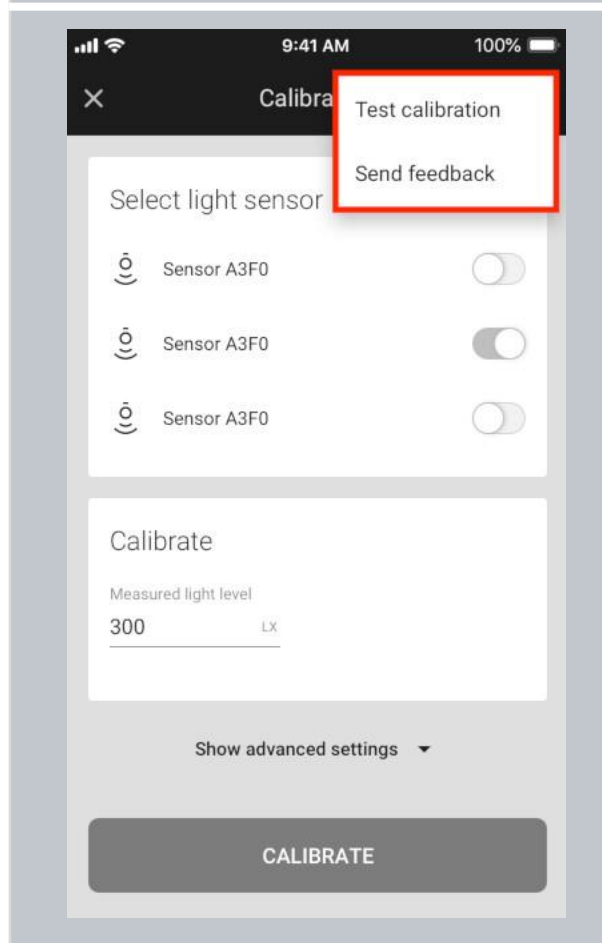 9:41 AM
100%
Calibra
Test calibration
Send feedback
Select light sensor
Sensor A3F0
Sensor A3F0
Sensor A3F0
Calibrate
Measured light level
300 LX
Show advanced settings
CALIBRATE